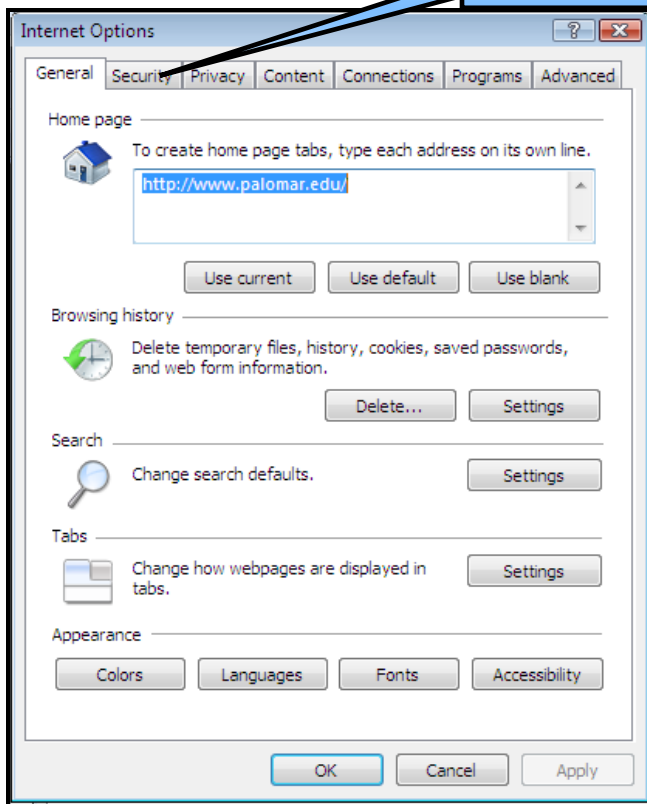 Internet Options
General Security Privacy Content Connections Programs Advanced
Home page
To create home page tabs, type each address on its own line.
http://www.palomar.edu/
Use current Use default Use blank
Browsing history
Delete temporary files, history, cookies, saved passwords,
and web form information.
Delete... Settings
Search
Change search defaults. Settings
Tabs
Change how webpages are displayed in Settings
tabs.
Appearance
Colors Languages Fonts Accessibility
OK Cancel Apply